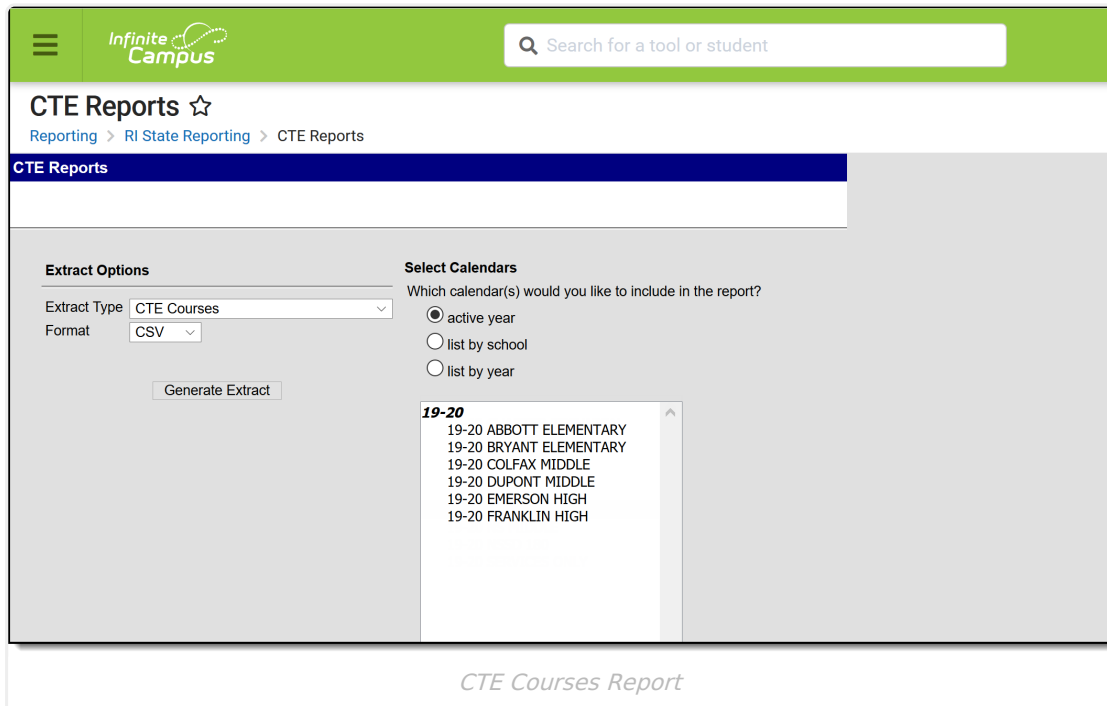 Infinite
Campus
Search for a tool or student
CTE Reports
Reporting > RI State Reporting > CTE Reports
CTE Reports
Extract Options
Extract Type CTE Courses
Format CSV
Generate Extract
Select Calendars
Which calendar(s) would you like to include in the report?
active year
list by school
list by year
19-20
19-20 ABBOTT ELEMENTARY
19-20 BRYANT ELEMENTARY
19-20 COLFAX MIDDLE
19-20 DUPONT MIDDLE
19-20 EMERSON HIGH
19-20 FRANKLIN HIGH
CTE Courses Report